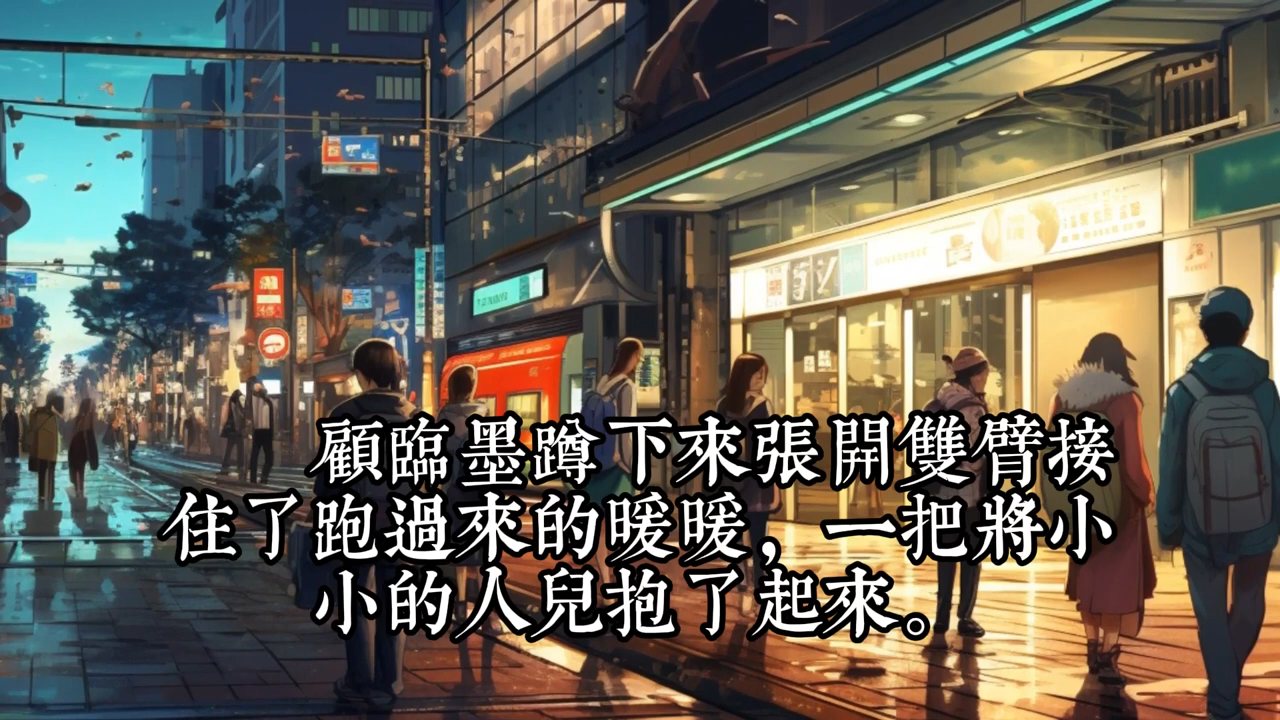 顧臨墨蹲下來張開雙臂接
住了跑過來的暖暖，一把將小
小的人兒抱了起來。